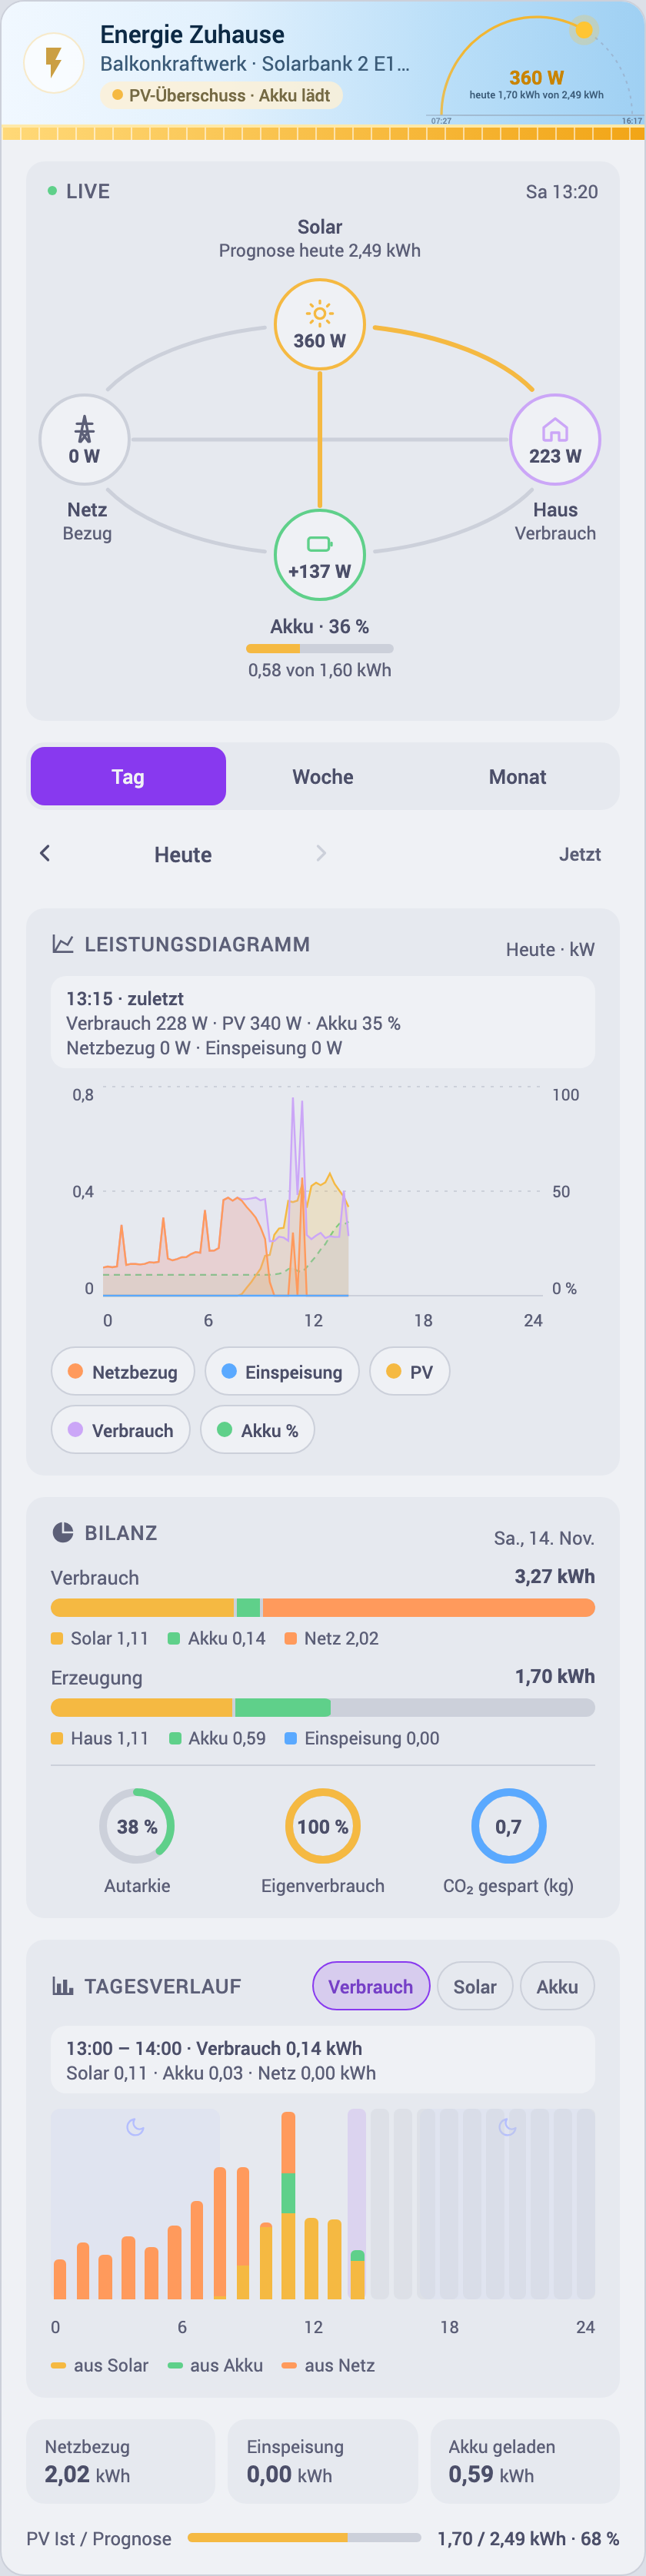 Energie Zuhause
Balkonkraftwerk · Solarbank 2 E1…
PV-Überschuss · Akku lädt
360 W
heute 1,70 kWh von 2,49 kWh
07:27
16:17
LIVE
Sa 13:20
Solar
Prognose heute 2,49 kWh
360 W
0 W
223 W
Netz
Bezug
Haus
Verbrauch
+137 W
Akku · 36 %
0,58 von 1,60 kWh
Tag
Woche
Monat
Heute
Jetzt
LEISTUNGSDIAGRAMM
Heute · kW
13:15 · zuletzt
Verbrauch 228 W · PV 340 W · Akku 35 %
Netzbezug 0 W · Einspeisung 0 W
0,8
100
0,4
50
0
0 %
0 6 12 18 24
Netzbezug
Einspeisung
PV
Verbrauch
Akku %
BILANZ
Sa., 14. Nov.
Verbrauch
3,27 kWh
Solar 1,11 Akku 0,14 Netz 2,02
Erzeugung
1,70 kWh
Haus 1,11 Akku 0,59 Einspeisung 0,00
38 %
100 %
0,7
Autarkie
Eigenverbrauch
CO₂ gespart (kg)
TAGESVERLAUF
Verbrauch
Solar
Akku
13:00 – 14:00 · Verbrauch 0,14 kWh
Solar 0,11 · Akku 0,03 · Netz 0,00 kWh
0 6 12 18 24
aus Solar aus Akku aus Netz
Netzbezug
2,02 kWh
Einspeisung
0,00 kWh
Akku geladen
0,59 kWh
PV Ist / Prognose
1,70 / 2,49 kWh · 68 %